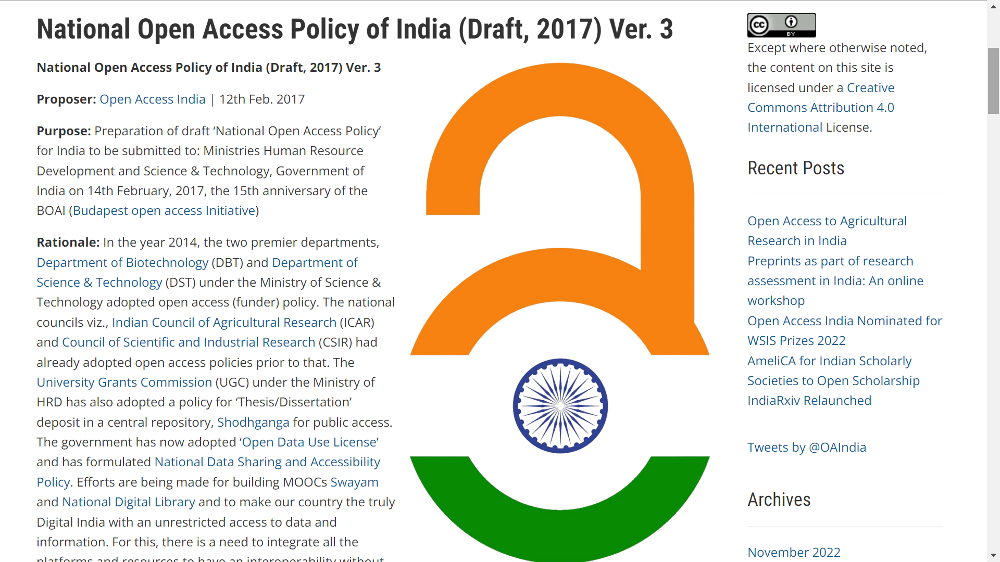 National Open Access Policy of India (Draft, 2017) Ver. 3
National Open Access Policy of India (Draft, 2017) Ver. 3
Proposer: Open Access India | 12th Feb. 2017
Purpose: Preparation of draft ‘National Open Access Policy’
for India to be submitted to: Ministries Human Resource
Development and Science & Technology, Government of
India on 14th February, 2017, the 15th anniversary of the
BOAI (Budapest open access Initiative)
Rationale: In the year 2014, the two premier departments,
Department of Biotechnology (DBT) and Department of
Science & Technology (DST) under the Ministry of Science &
Technology adopted open access (funder) policy. The national
councils viz., Indian Council of Agricultural Research (ICAR)
and Council of Scientific and Industrial Research (CSIR) had
already adopted open access policies prior to that. The
University Grants Commission (UGC) under the Ministry of
HRD has also adopted a policy for ‘Thesis/Dissertation’
deposit in a central repository, Shodhganga for public access.
The government has now adopted ‘Open Data Use License’
and has formulated National Data Sharing and Accessibility
Policy. Efforts are being made for building MOOCs Swayam
and National Digital Library and to make our country the truly
Digital India with an unrestricted access to data and
information. For this, there is a need to integrate all the
platforms and resources to have an interoperability without
cc
BY
Except where otherwise noted,
the content on this site is
licensed under a Creative
Commons Attribution 4.0
International License.
Recent Posts
Open Access to Agricultural
Research in India
Preprints as part of research
assessment in India: An online
workshop
Open Access India Nominated for
WSIS Prizes 2022
AmeliCA for Indian Scholarly
Societies to Open Scholarship
IndiaRxiv Relaunched
Tweets by @OAIndia
Archives
November 2022